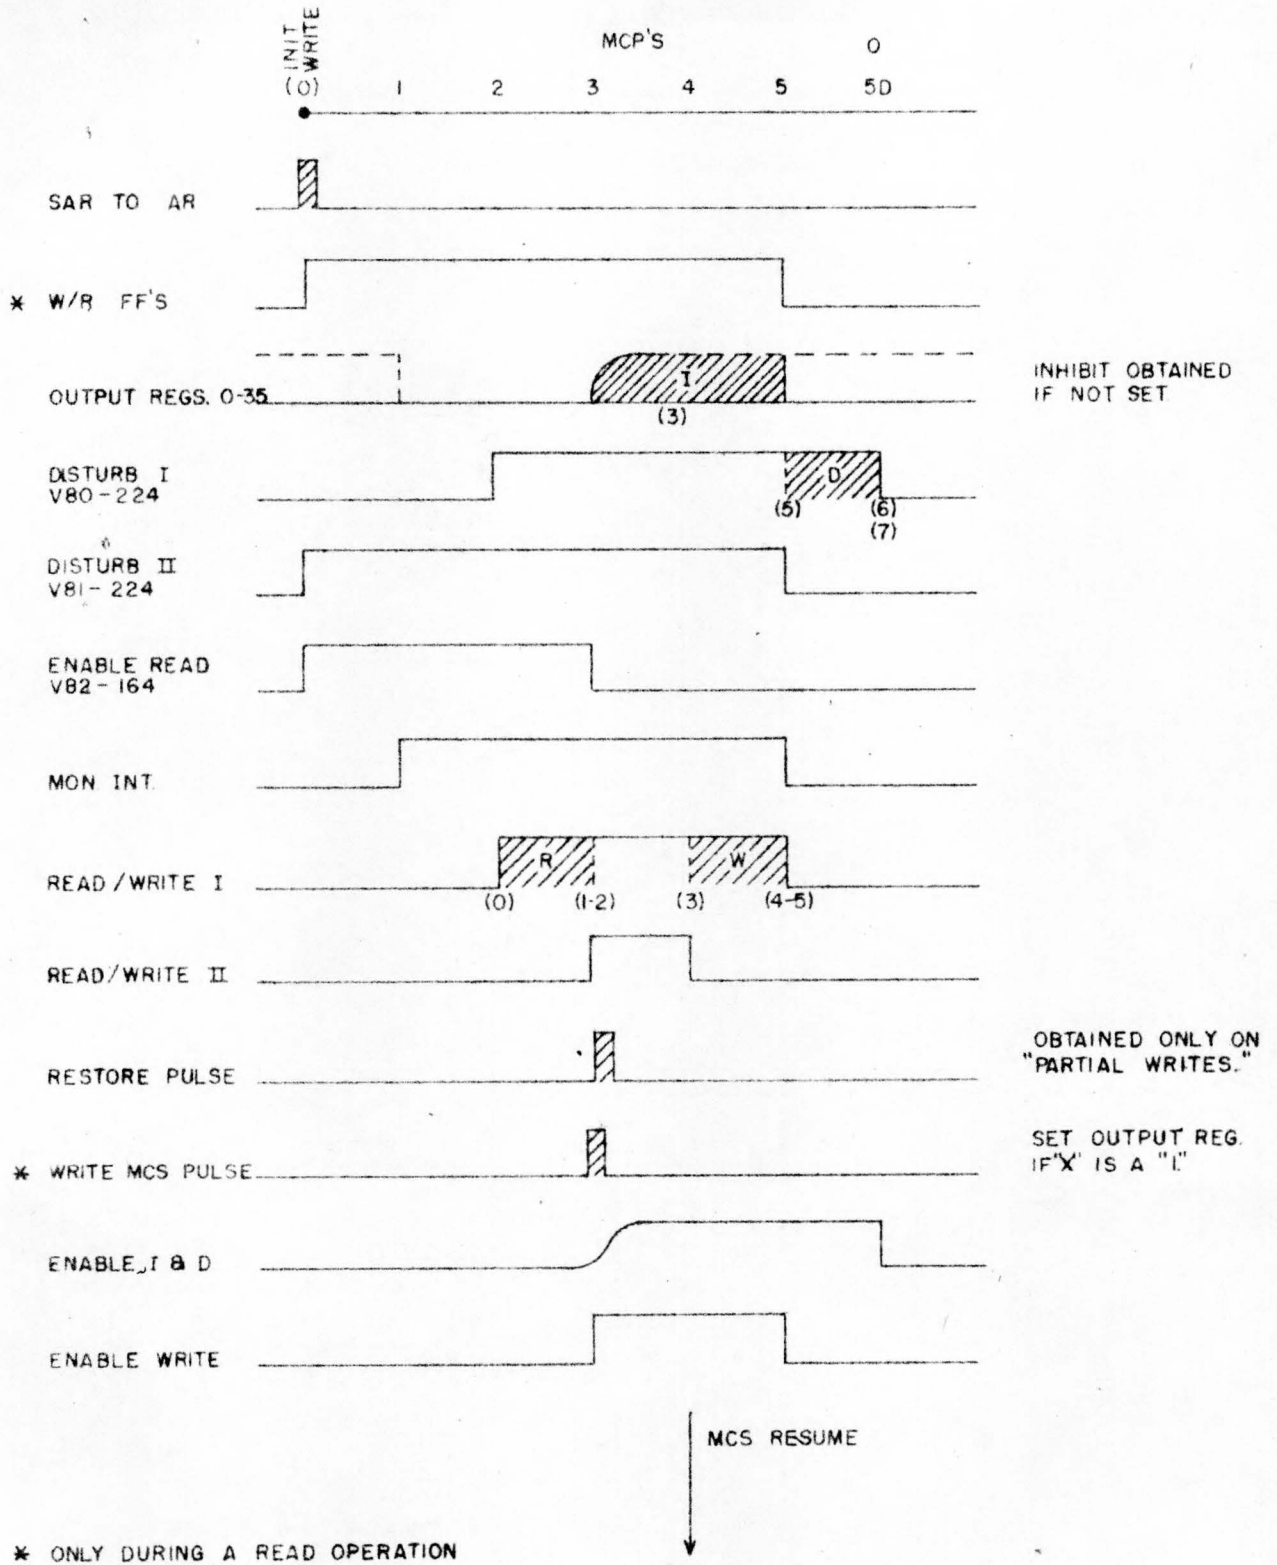 INIT
WRITE
MCP'S
0
(0) 1 2 3 4 5 5D
SAR TO AR
* W/R FF'S
OUTPUT REGS. 0-35
I
(3)
INHIBIT OBTAINED
IF NOT SET
DISTURB I
V80-224
D
(5) (6)
(7)
DISTURB II
V81-224
ENABLE READ
V82-164
MON INT.
READ/WRITE I
R W
(0) (1-2) (3) (4-5)
READ/WRITE II
RESTORE PULSE
OBTAINED ONLY ON
"PARTIAL WRITES."
* WRITE MCS PULSE
SET OUTPUT REG.
IF "X" IS A "1."
ENABLE I & D
ENABLE WRITE
MCS RESUME
* ONLY DURING A READ OPERATION